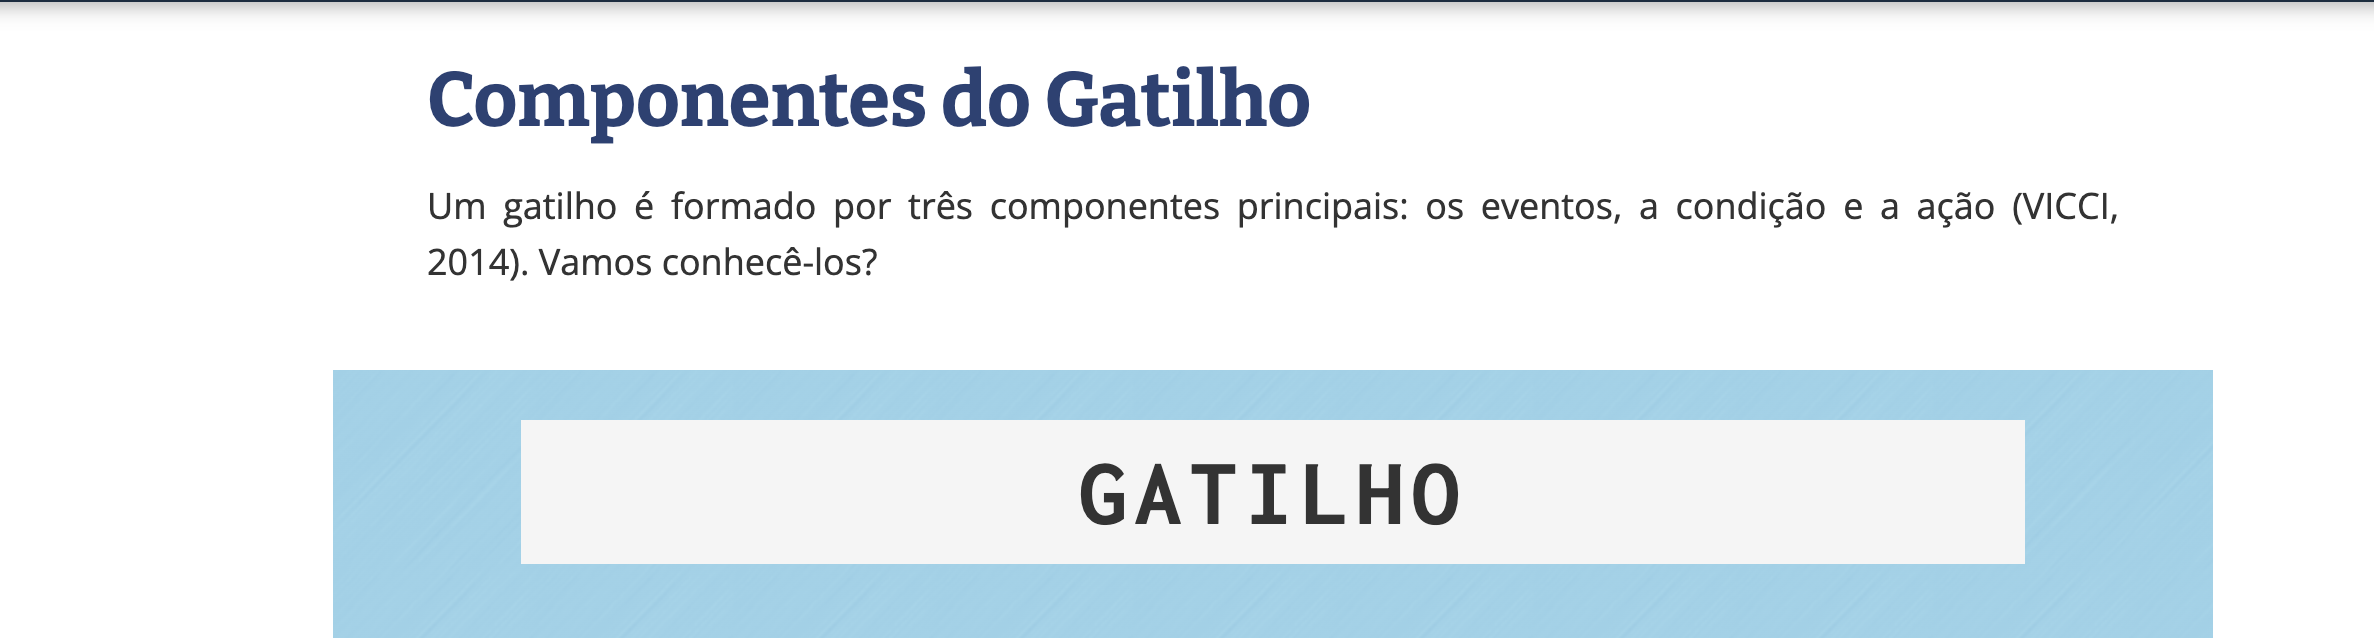 Componentes do Gatilho
Um gatilho é formado por três componentes principais: os eventos, a condição e a ação (VICCI,
2014). Vamos conhecê-los?
GATILHO